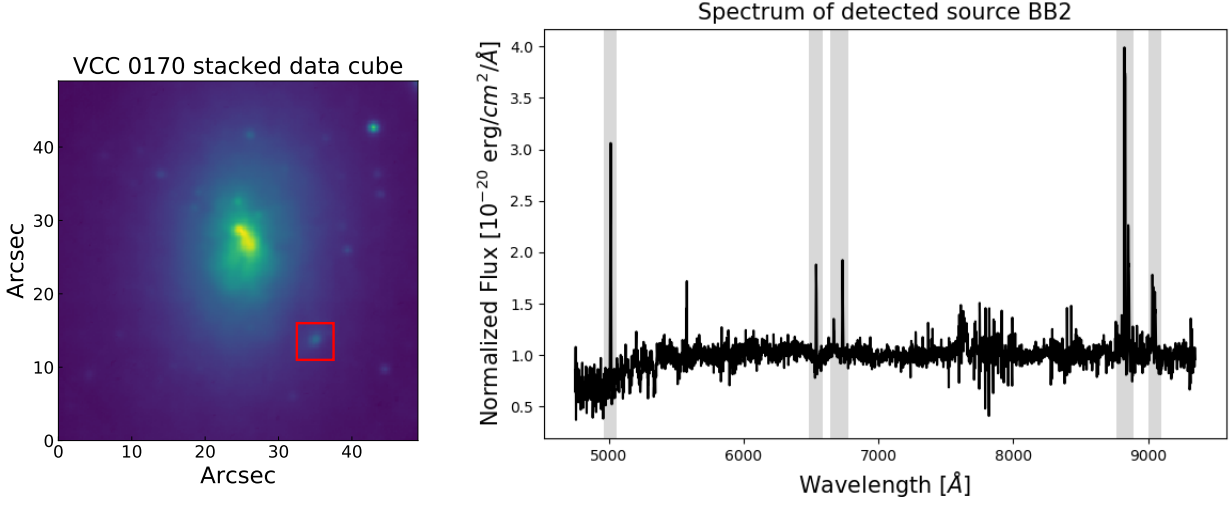 VCC 0170 stacked data cube
40
30
20
10
0
0 10 20 30 40
Arcsec
Arcsec
Spectrum of detected source BB2
4.0
3.5
3.0
2.5
2.0
1.5
1.0
0.5
5000 6000 7000 8000 9000
Normalized Flux [10⁻²⁰ erg/cm²/Å]
Wavelength [Å]